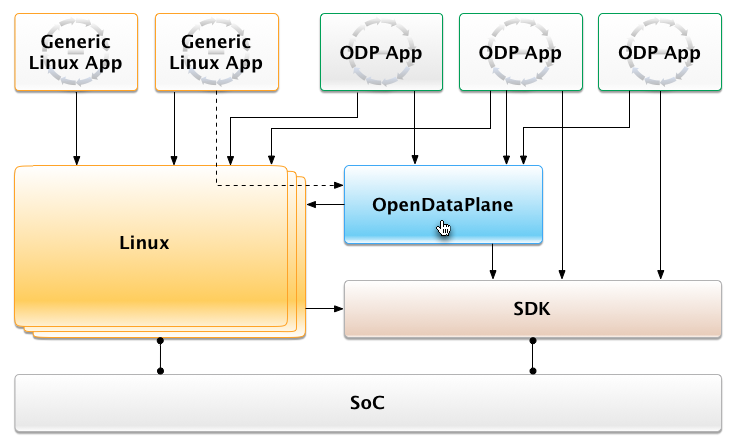 Generic
Linux App
Generic
Linux App
ODP App
ODP App
ODP App
OpenDataPlane
Linux
SDK
SoC